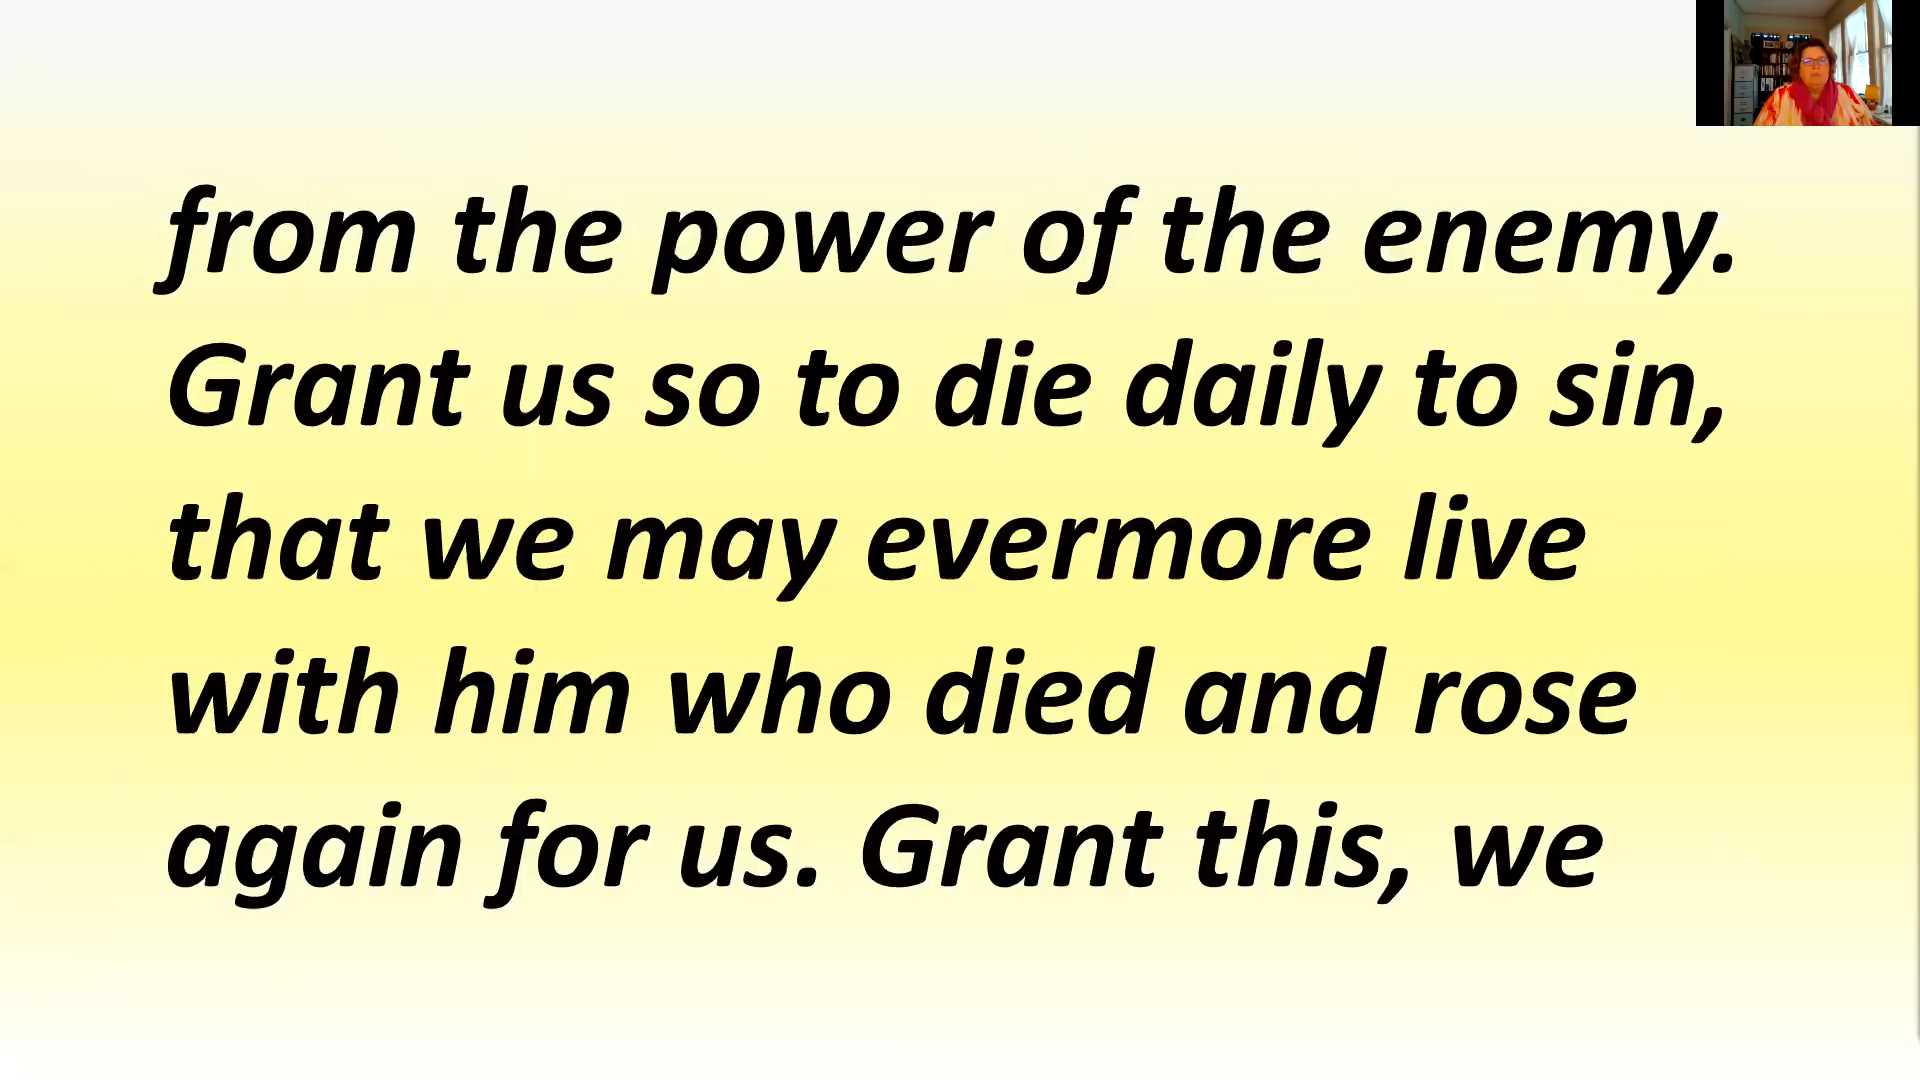 from the power of the enemy.
Grant us so to die daily to sin,
that we may evermore live
with him who died and rose
again for us. Grant this, we